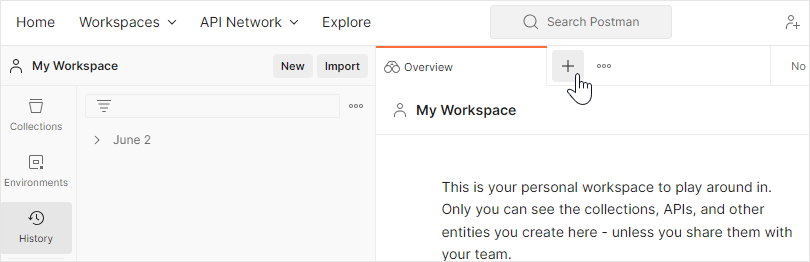 Home Workspaces API Network Explore Search Postman
My Workspace New Import Overview No
Collections
June 2
My Workspace
Environments
History
This is your personal workspace to play around in.
Only you can see the collections, APIs, and other
entities you create here - unless you share them with
your team.